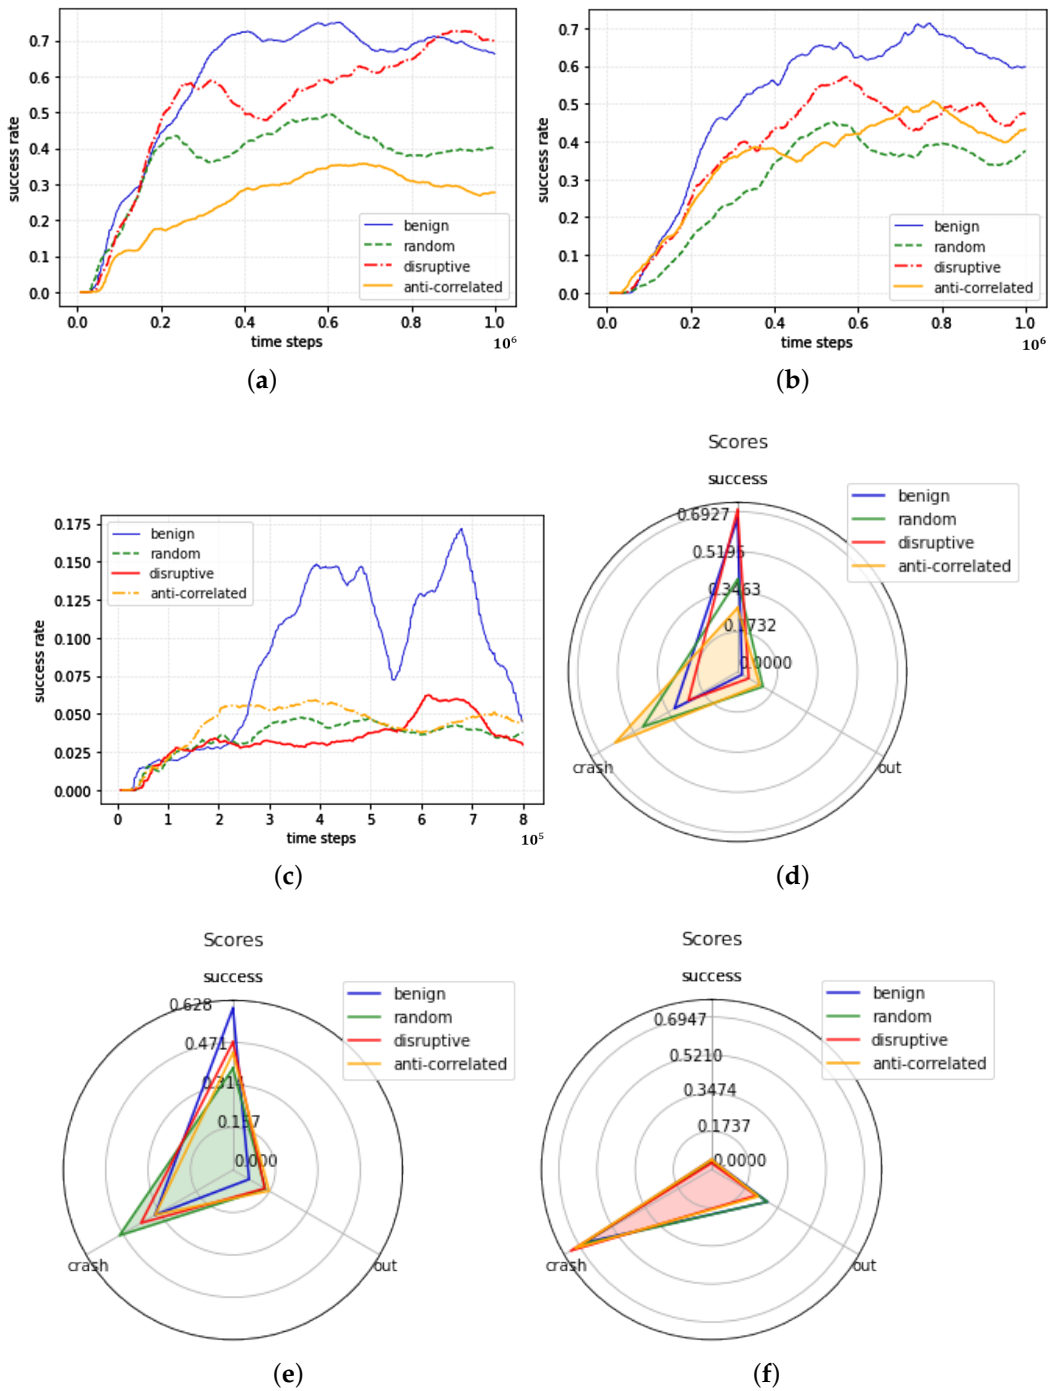 success rate
0.7
0.6
0.5
0.4
0.3
0.2
0.1
0.0
benign
random
disruptive
anti-correlated
0.0 0.2 0.4 0.6 0.8 1.0
time steps 10⁶
(a)
success rate
0.7
0.6
0.5
0.4
0.3
0.2
0.1
0.0
benign
random
disruptive
anti-correlated
0.0 0.2 0.4 0.6 0.8 1.0
time steps 10⁶
(b)
success rate
0.175
0.150
0.125
0.100
0.075
0.050
0.025
0.000
benign
random
disruptive
anti-correlated
0 1 2 3 4 5 6 7 8
time steps 10⁵
(c)
Scores
success
benign
random
disruptive
anti-correlated
0.6927
0.5195
0.3463
0.1732
0.0000
crash
out
(d)
Scores
success
benign
random
disruptive
anti-correlated
0.628
0.471
0.314
0.157
0.000
crash
out
(e)
Scores
success
benign
random
disruptive
anti-correlated
0.6947
0.5210
0.3474
0.1737
0.0000
crash
out
(f)